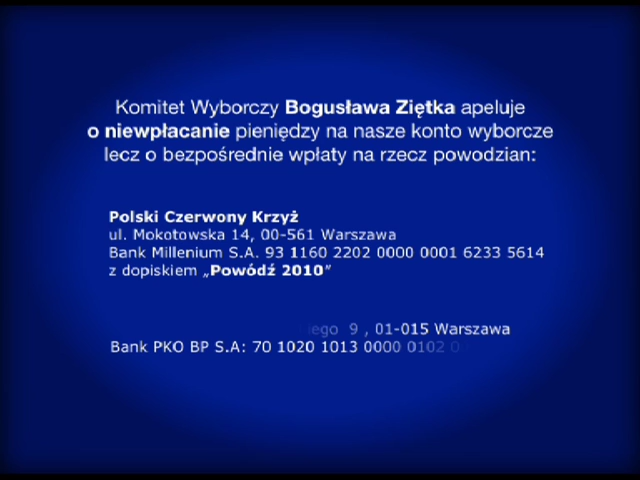 Komitet Wyborczy Bogusława Ziętka apeluje
o niewpłacanie pieniędzy na nasze konto wyborcze
lecz o bezpośrednie wpłaty na rzecz powodzian:
Polski Czerwony Krzyż
ul. Mokotowska 14, 00-561 Warszawa
Bank Millenium S.A. 93 1160 2202 0000 0001 6233 5614
z dopiskiem „Powódź 2010”
9 , 01-015 Warszawa
Bank PKO BP S.A: 70 1020 1013 0000 0102